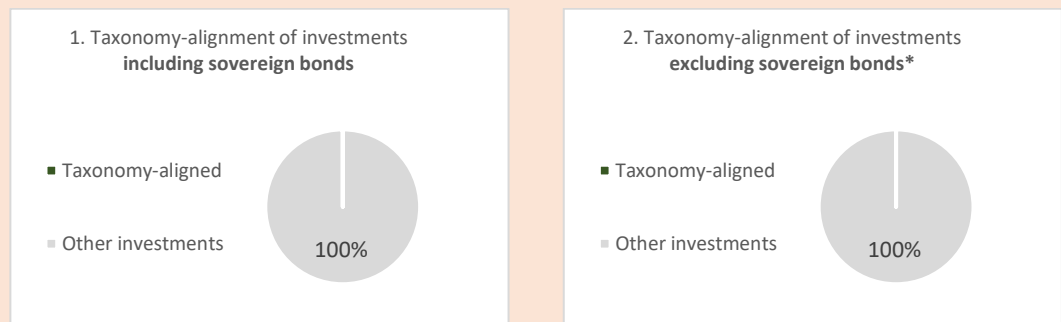 1. Taxonomy-alignment of investments
including sovereign bonds
Taxonomy-aligned
Other investments
100%
2. Taxonomy-alignment of investments
excluding sovereign bonds*
Taxonomy-aligned
Other investments
100%